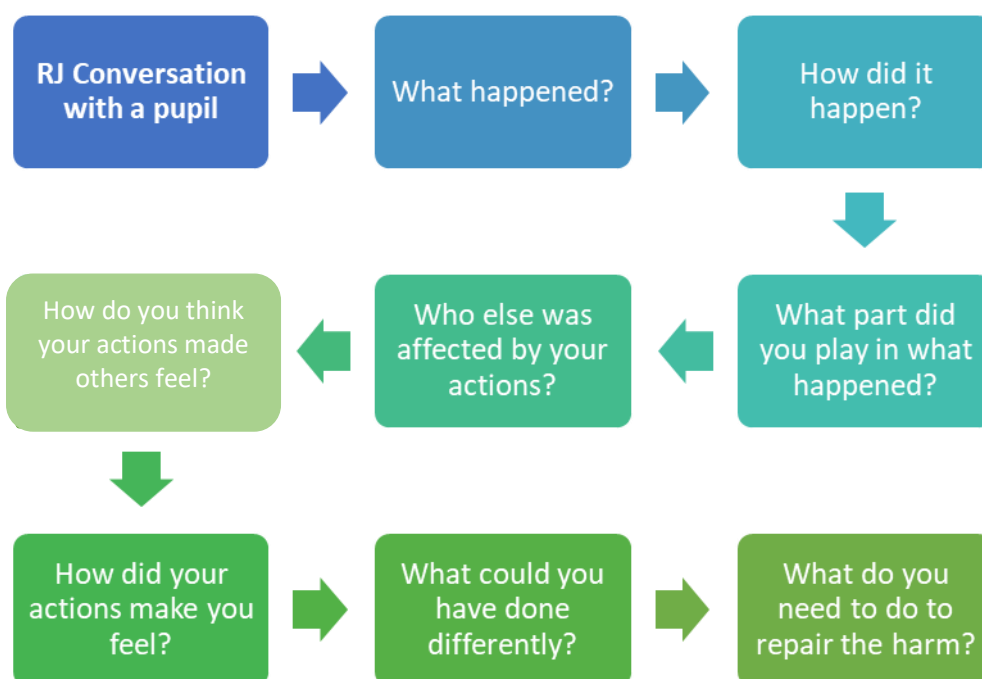 RJ Conversation
with a pupil
What happened?
How did it
happen?
What part did
you play in what
happened?
Who else was
affected by your
actions?
How do you think
your actions made
others feel?
How did your
actions make you
feel?
What could you
have done
differently?
What do you
need to do to
repair the harm?